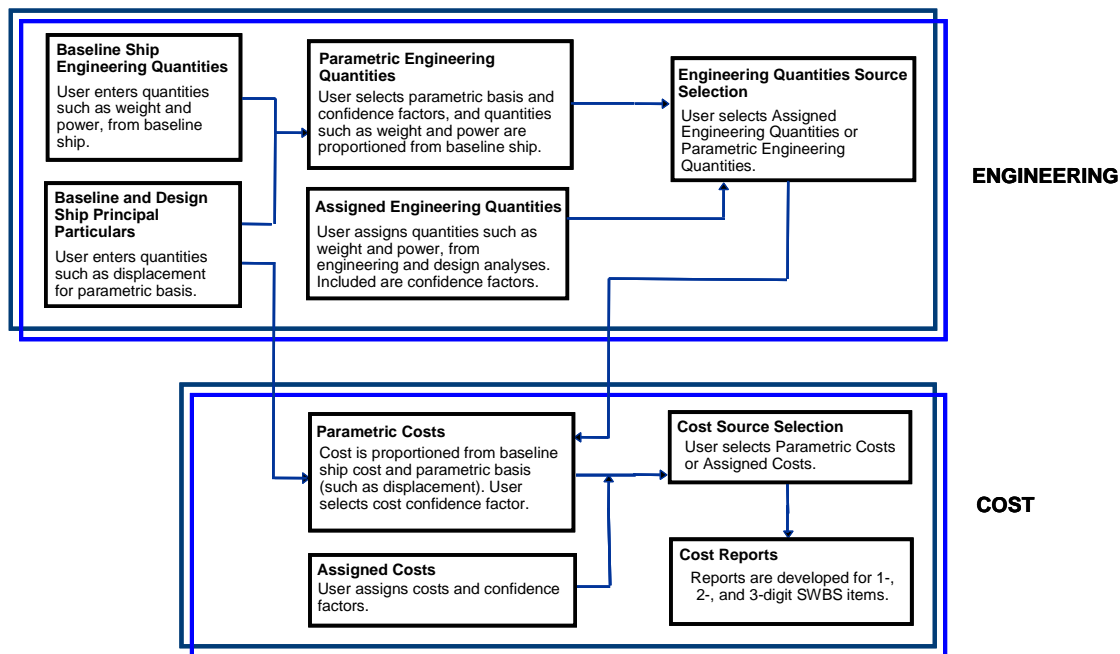 Baseline Ship
Engineering Quantities
User enters quantities
such as weight and
power, from baseline
ship.
Parametric Engineering
Quantities
User selects parametric basis and
confidence factors, and quantities
such as weight and power are
proportioned from baseline ship.
Engineering Quantities Source
Selection
User selects Assigned
Engineering Quantities or
Parametric Engineering
Quantities.
ENGINEERING
Baseline and Design
Ship Principal
Particulars
User enters quantities
such as displacement
for parametric basis.
Assigned Engineering Quantities
User assigns quantities such as
weight and power, from
engineering and design analyses.
Included are confidence factors.
Parametric Costs
Cost is proportioned from baseline
ship cost and parametric basis
(such as displacement). User
selects cost confidence factor.
Cost Source Selection
User selects Parametric Costs
or Assigned Costs.
COST
Assigned Costs
User assigns costs and confidence
factors.
Cost Reports
Reports are developed for 1-,
2-, and 3-digit SWBS items.